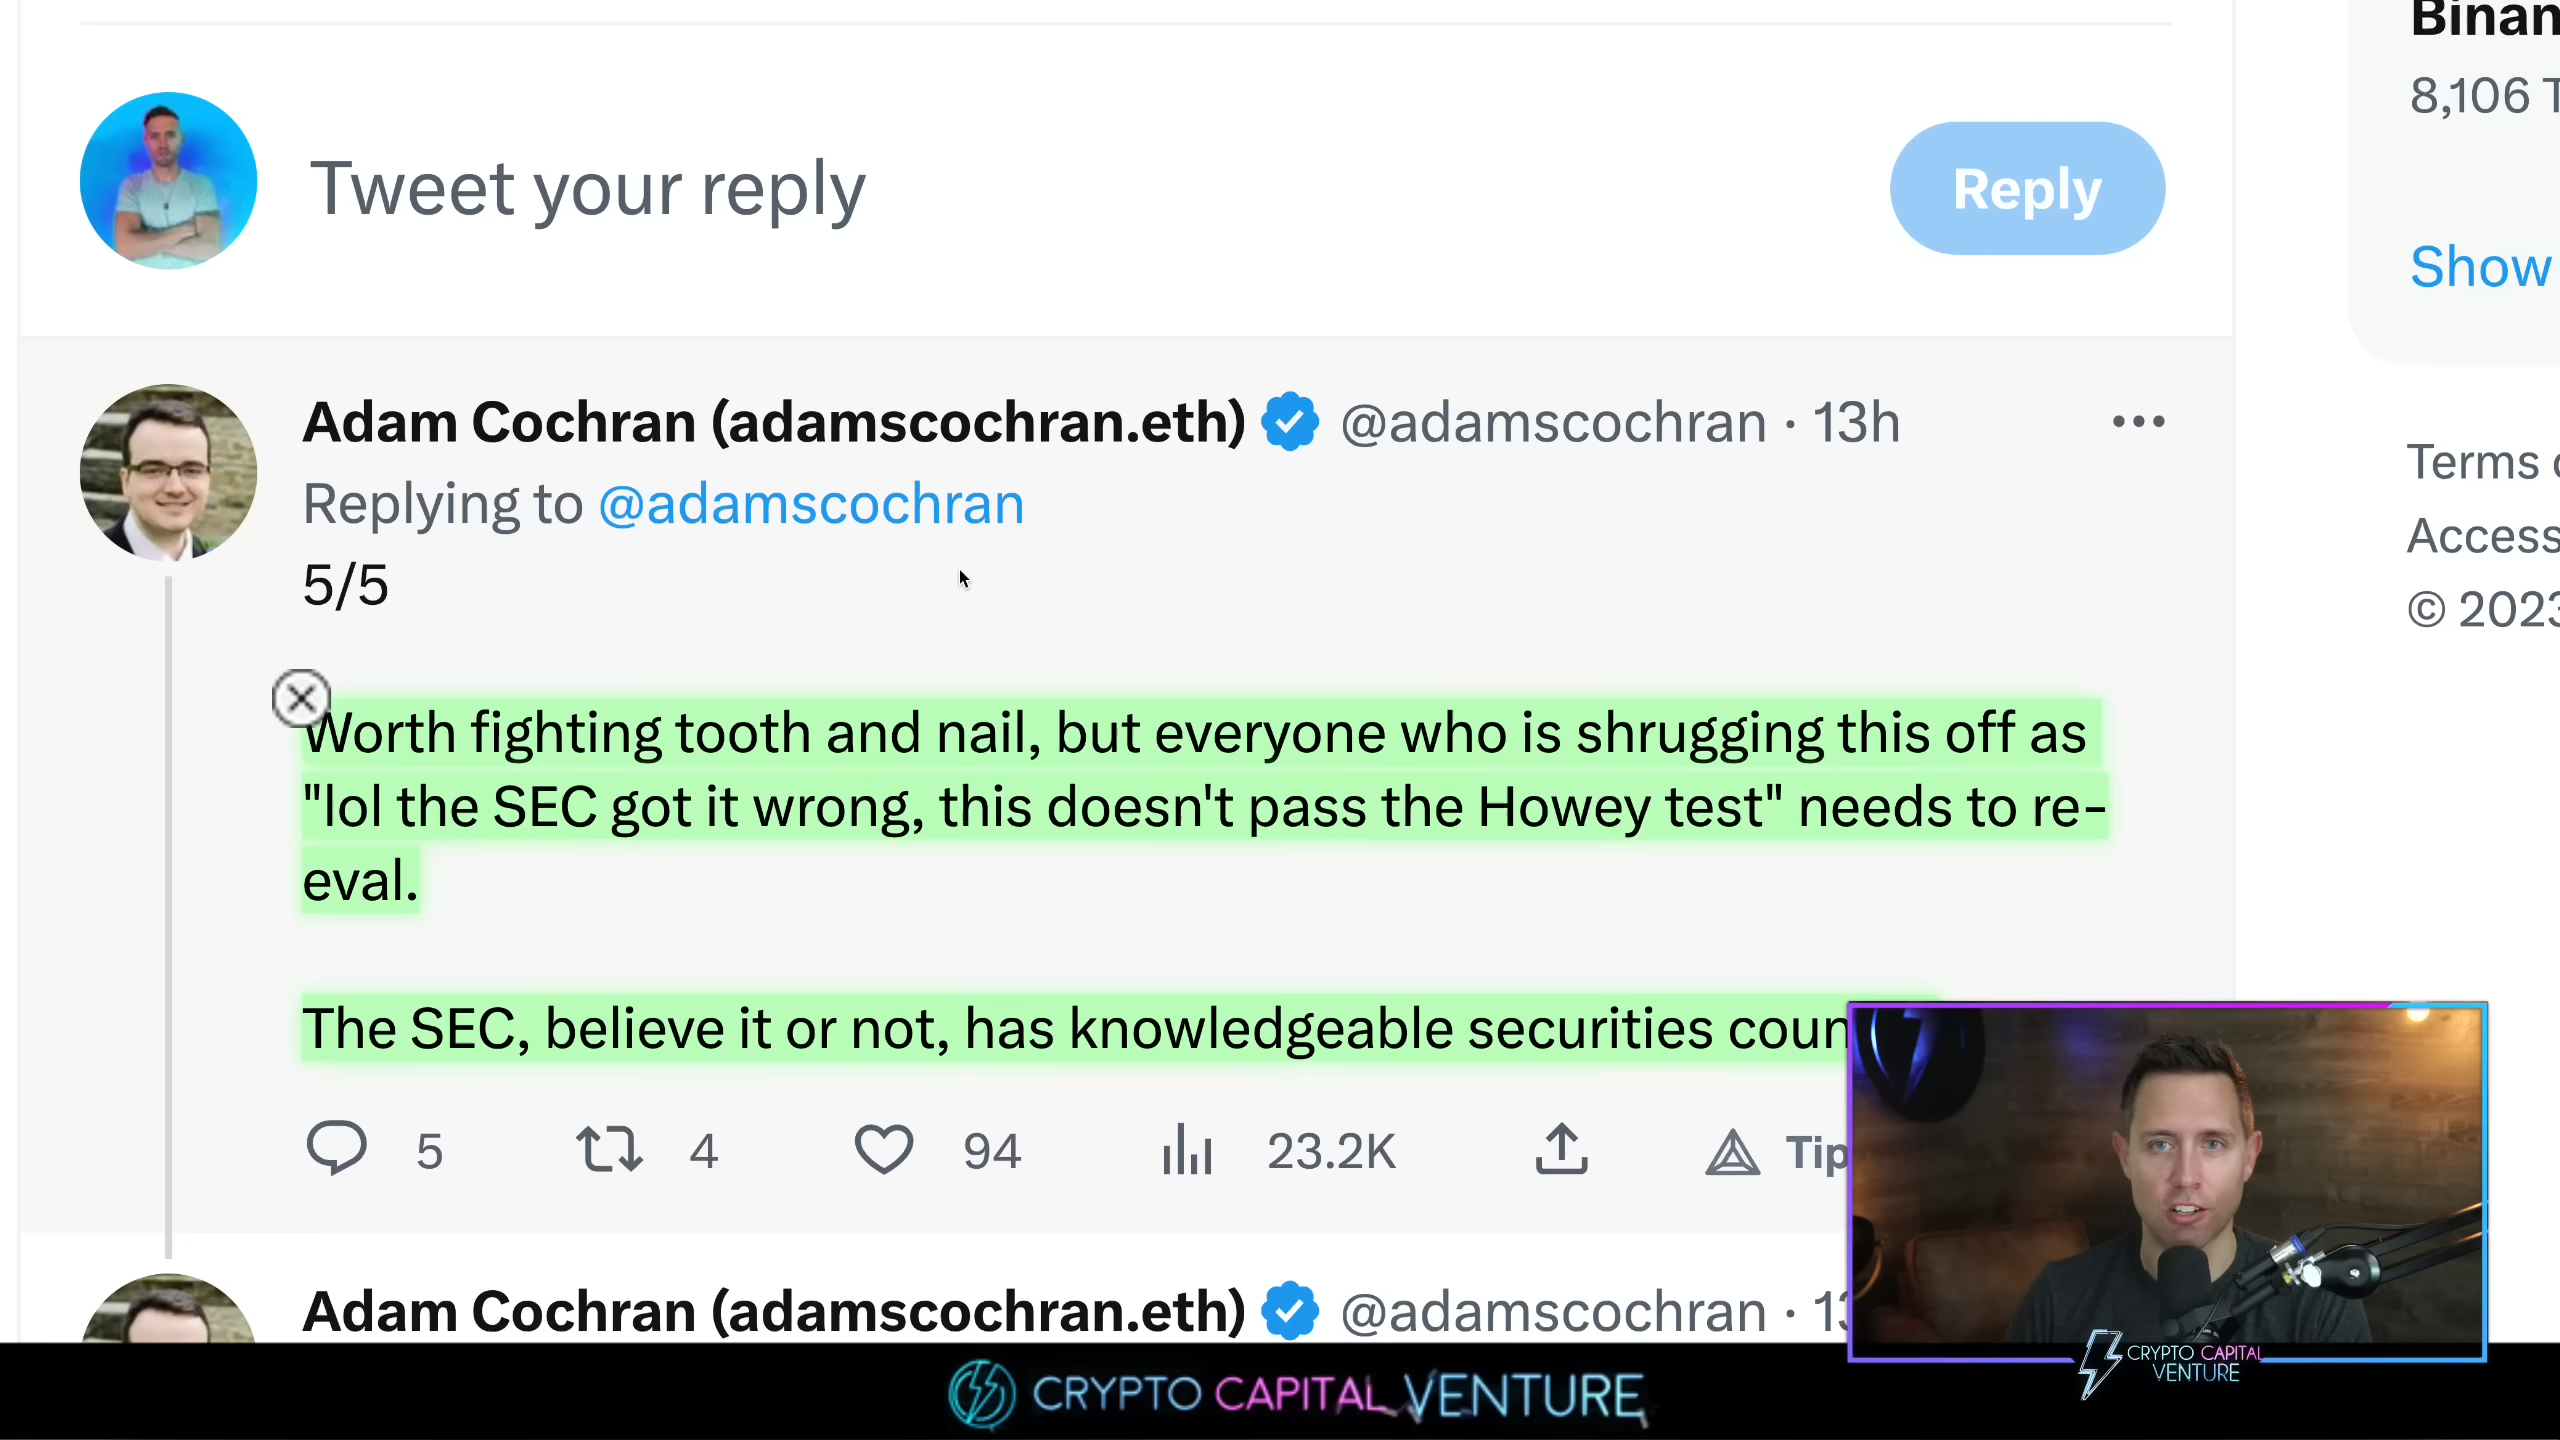 Binan
8,106 T
Tweet your reply
Reply
Show
Adam Cochran (adamscochran.eth) @adamscochran · 13h
Replying to @adamscochran
5/5
Terms
Access
© 2023
Worth fighting tooth and nail, but everyone who is shrugging this off as
"lol the SEC got it wrong, this doesn't pass the Howey test" needs to re-
eval.
The SEC, believe it or not, has knowledgeable securities coun
5 4 94 23.2K Tip
Adam Cochran (adamscochran.eth) @adamscochran · 13
CRYPTO CAPITAL
VENTURE
CRYPTO CAPITAL VENTURE